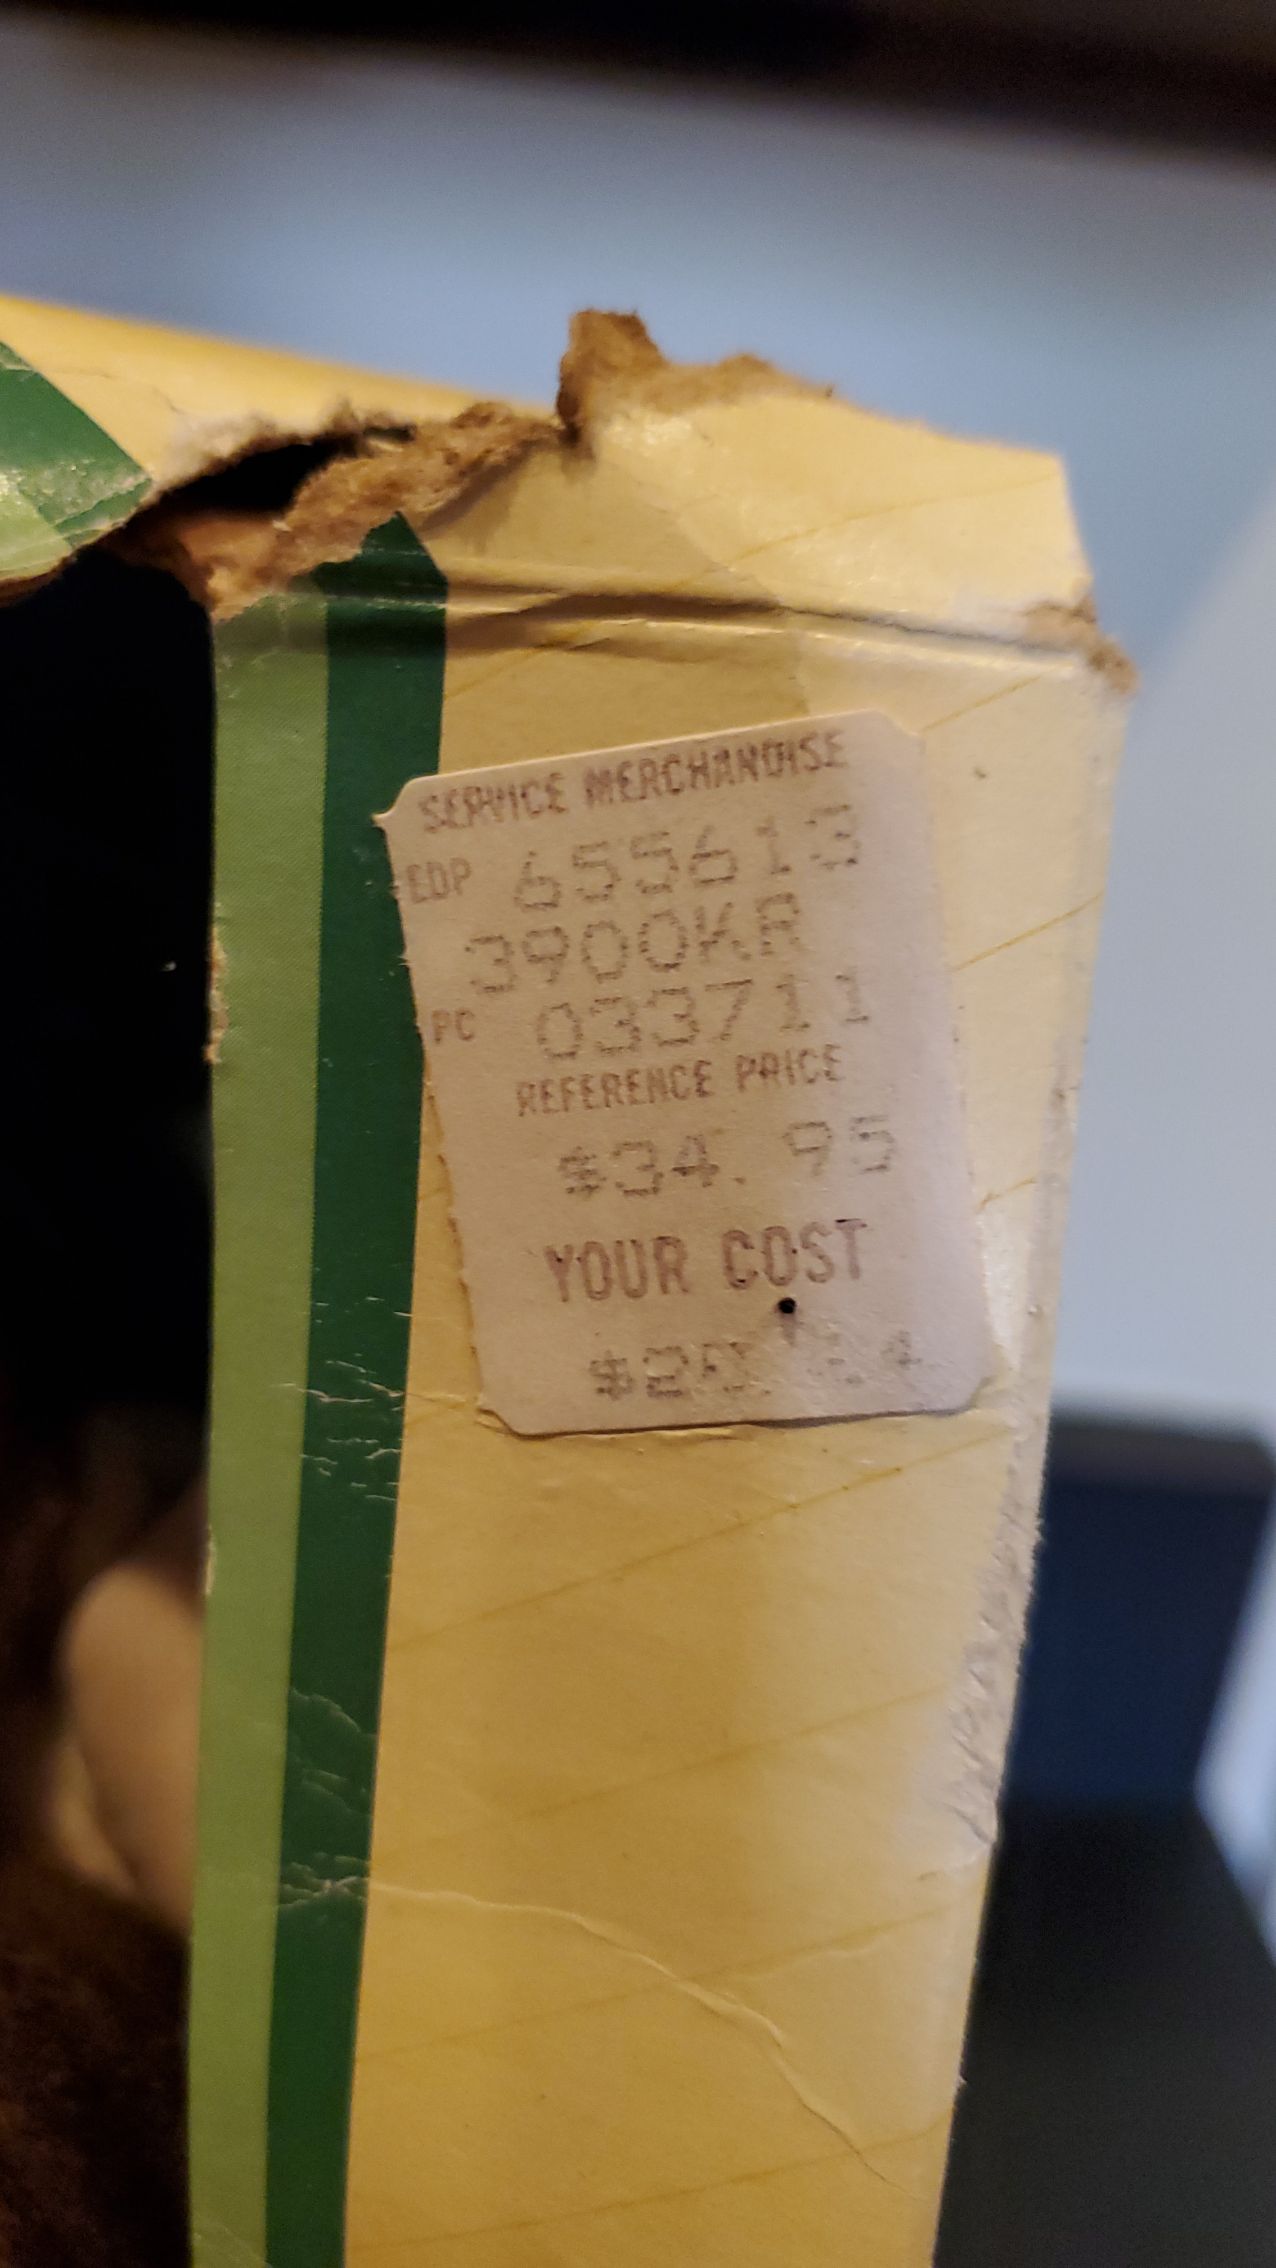 SERVICE MERCHANDISE
EDP 655613
3900KR
PC 033711
REFERENCE PRICE
$34.95
YOUR COST